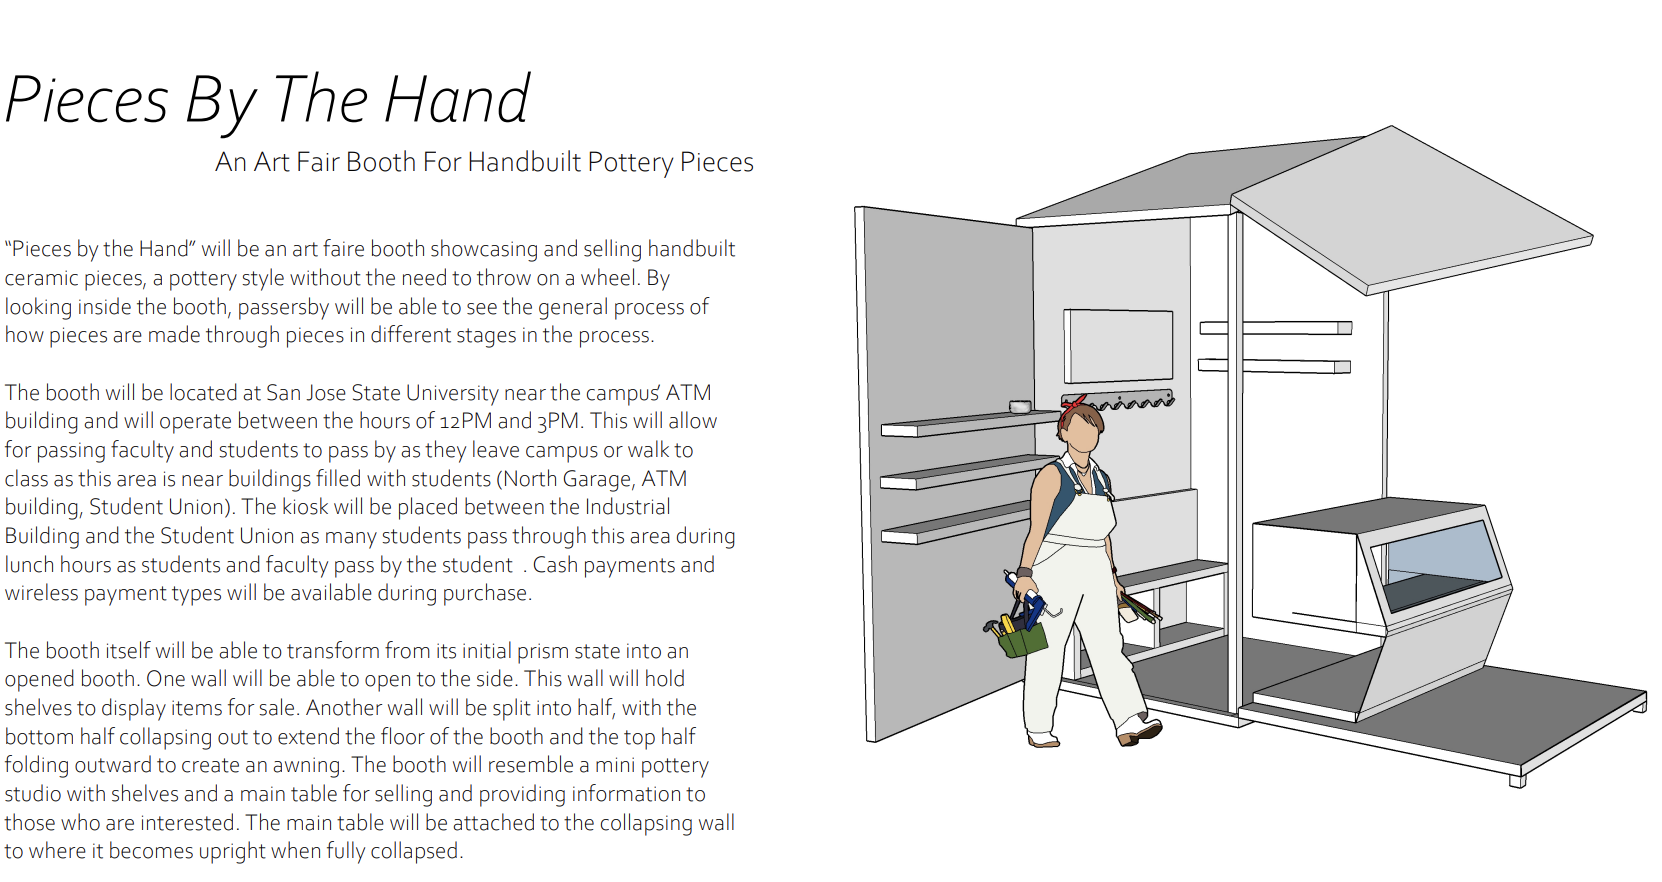 Pieces By The Hand
An Art Fair Booth For Handbuilt Pottery Pieces
“Pieces by the Hand” will be an art faire booth showcasing and selling handbuilt
ceramic pieces, a pottery style without the need to throw on a wheel. By
looking inside the booth, passersby will be able to see the general process of
how pieces are made through pieces in different stages in the process.
The booth will be located at San Jose State University near the campus’ ATM
building and will operate between the hours of 12PM and 3PM. This will allow
for passing faculty and students to pass by as they leave campus or walk to
class as this area is near buildings filled with students (North Garage, ATM
building, Student Union). The kiosk will be placed between the Industrial
Building and the Student Union as many students pass through this area during
lunch hours as students and faculty pass by the student . Cash payments and
wireless payment types will be available during purchase.
The booth itself will be able to transform from its initial prism state into an
opened booth. One wall will be able to open to the side. This wall will hold
shelves to display items for sale. Another wall will be split into half, with the
bottom half collapsing out to extend the floor of the booth and the top half
folding outward to create an awning. The booth will resemble a mini pottery
studio with shelves and a main table for selling and providing information to
those who are interested. The main table will be attached to the collapsing wall
to where it becomes upright when fully collapsed.